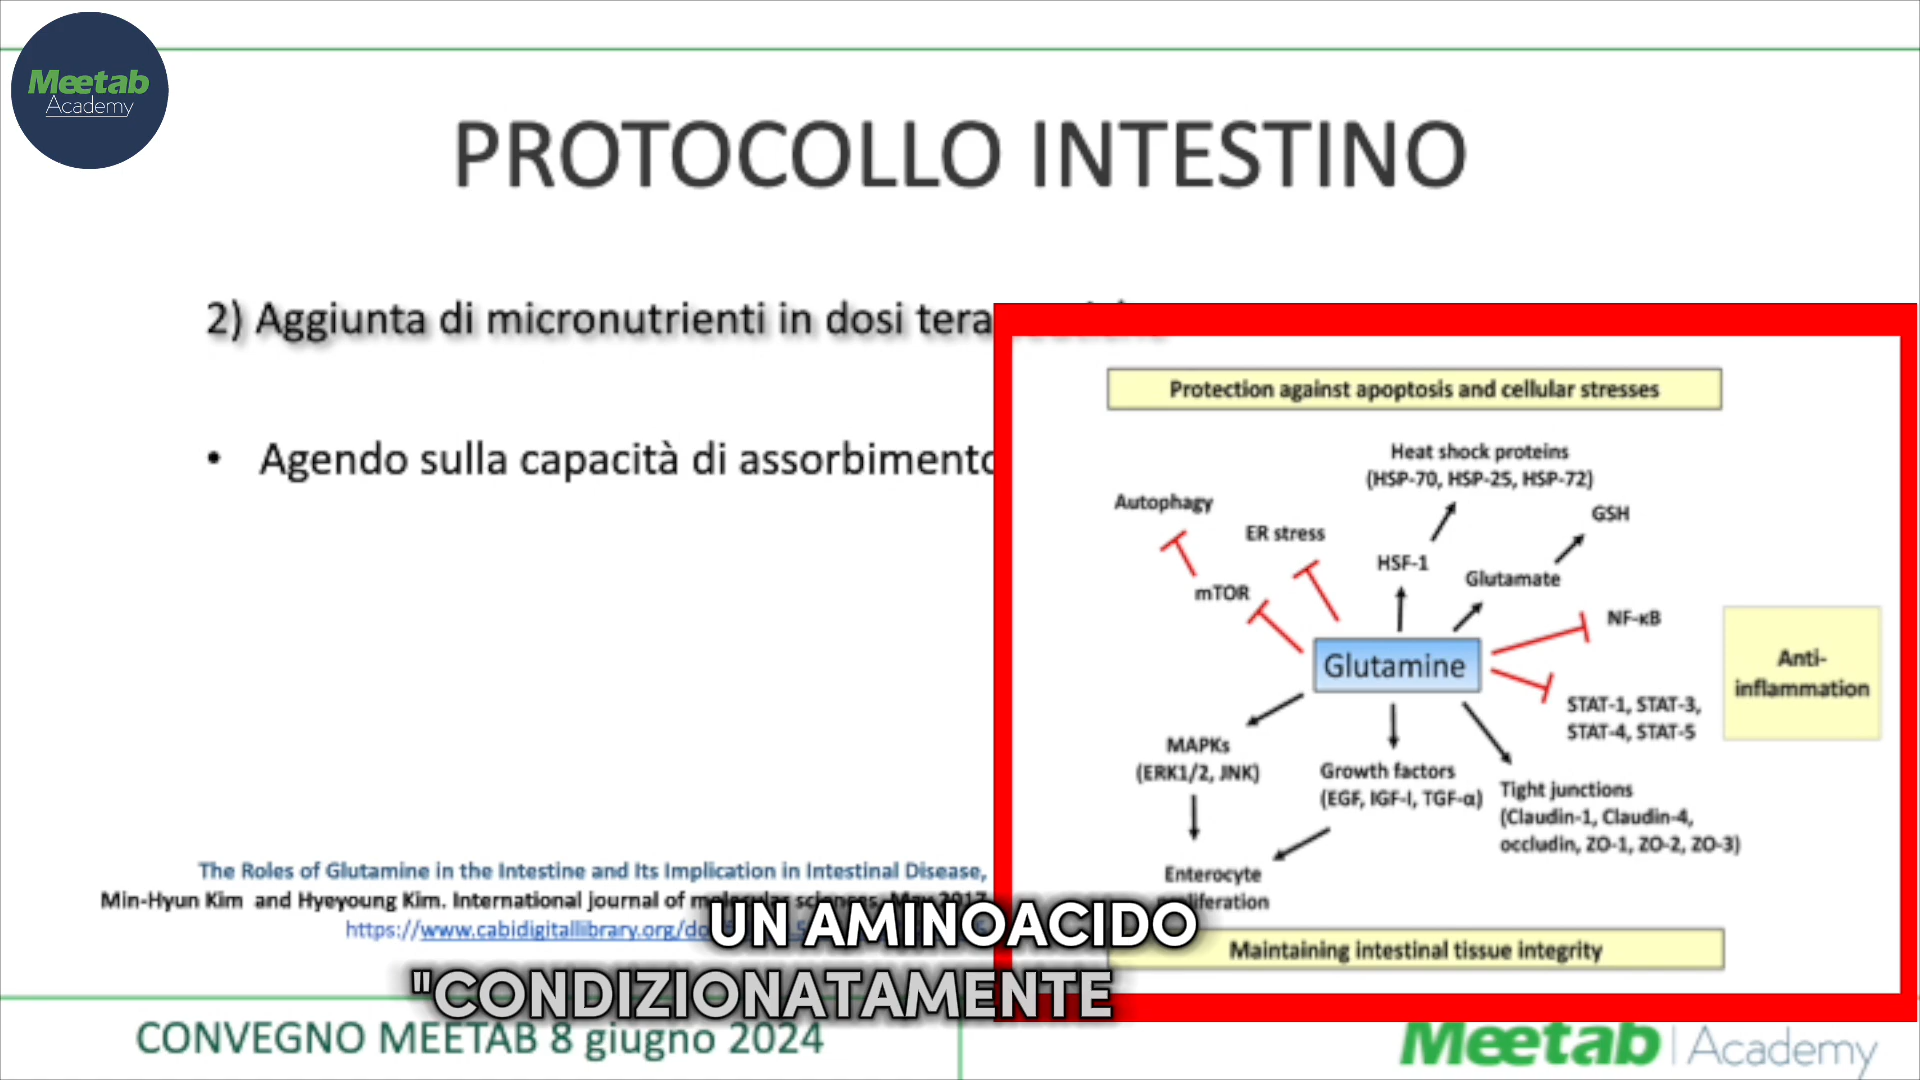 Meetab
Academy
PROTOCOLLO INTESTINO
2) Aggiunta di micronutrienti in dosi
• Agendo sulla capacità di assorbimento
Protection against apoptosis and cellular stresses
Heat shock proteins
(HSP-70, HSP-25, HSP-72)
Autophagy
ER stress
GSH
HSF-1
Glutamate
mTOR
NF-κB
Glutamine
Anti-
inflammation
STAT-1, STAT-3,
STAT-4, STAT-5
MAPKs
(ERK1/2, JNK)
Growth factors
(EGF, IGF-I, TGF-α)
Tight junctions
(Claudin-1, Claudin-4,
occludin, ZO-1, ZO-2, ZO-3)
Enterocyte
Maintaining intestinal tissue integrity
The Roles of Glutamine in the Intestine and Its Implication in Intestinal Disease,
Min-Hyun Kim and Hyeyoung Kim. International journal of
https://www.cabidigitallibrary.org
UN AMINOACIDO
"CONDIZIONATAMENTE
CONVEGNO MEETAB 8 giugno 2024
Meetab | Academy